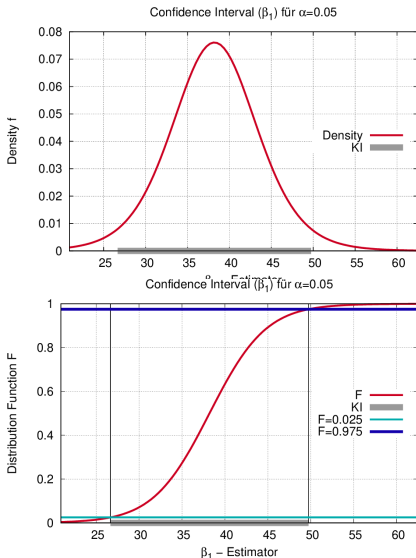 Confidence Interval (β₁) für α=0.05
0.08
0.07
0.06
0.05
0.04
0.03
0.02
0.01
0
Density f
Density
KI
25 30 35 40 45 50 55 60
Confidence Interval (β₁) für α=0.05
1
0.8
0.6
0.4
0.2
0
Distribution Function F
F
KI
F=0.025
F=0.975
25 30 35 40 45 50 55 60
β₁ − Estimator